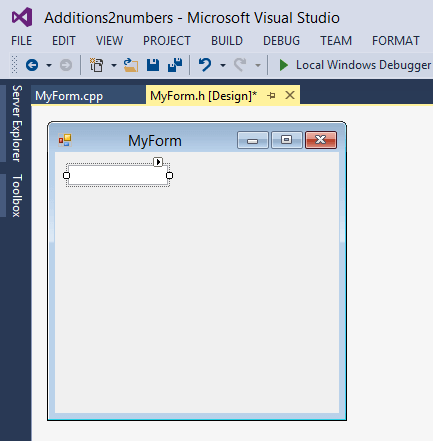 Additions2numbers - Microsoft Visual Studio
FILE EDIT VIEW PROJECT BUILD DEBUG TEAM FORMAT
Local Windows Debugger
Server Explorer
Toolbox
MyForm.cpp MyForm.h [Design]*
MyForm